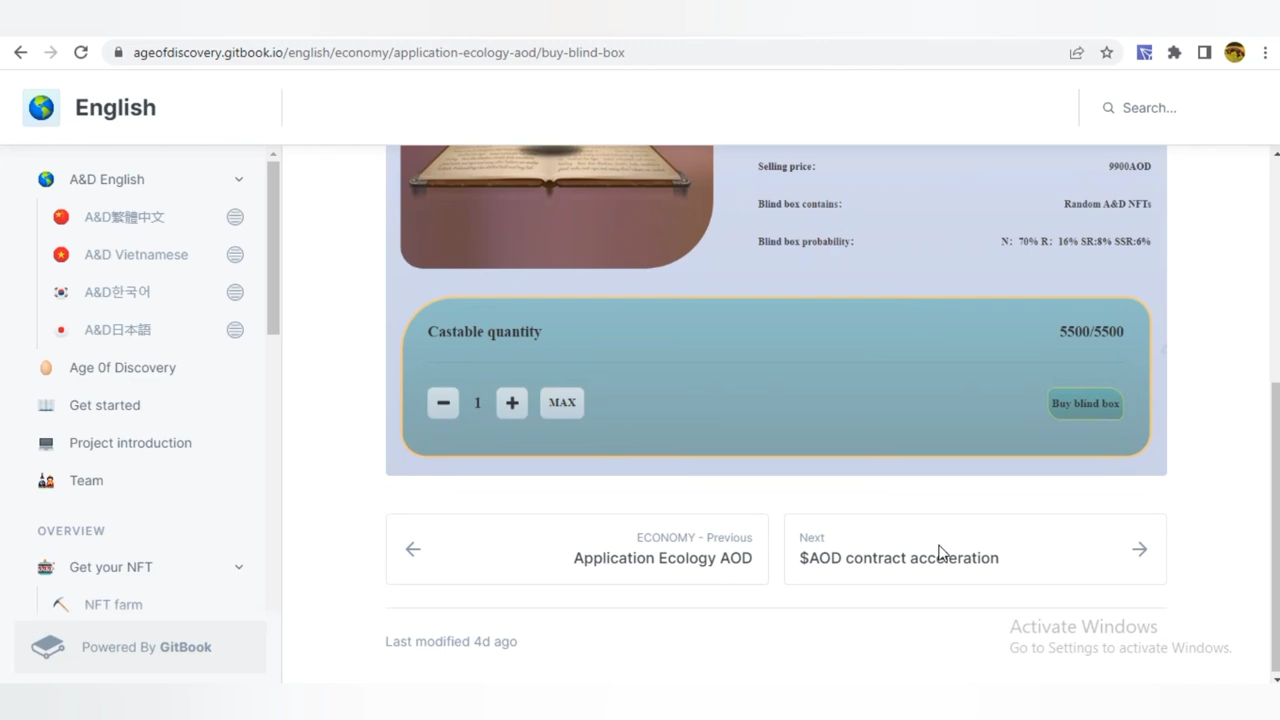 ageofdiscovery.gitbook.io/english/economy/application-ecology-aod/buy-blind-box
English
Search...
A&D English
A&D繁體中文
A&D Vietnamese
A&D한국어
A&D日本語
Age Of Discovery
Get started
Project introduction
Team
OVERVIEW
Get your NFT
NFT farm
Powered By GitBook
Selling price: 9900AOD
Blind box contains: Random A&D NFTs
Blind box probability: N: 70% R: 16% SR:8% SSR:6%
Castable quantity 5500/5500
1 MAX Buy blind box
ECONOMY - Previous
Application Ecology AOD
Next
$AOD contract acceleration
Last modified 4d ago
Activate Windows
Go to Settings to activate Windows.